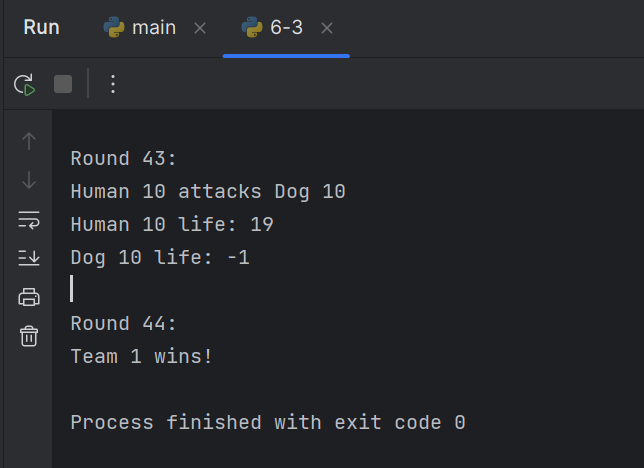 Run main 6-3
Round 43:
Human 10 attacks Dog 10
Human 10 life: 19
Dog 10 life: -1
Round 44:
Team 1 wins!
Process finished with exit code 0